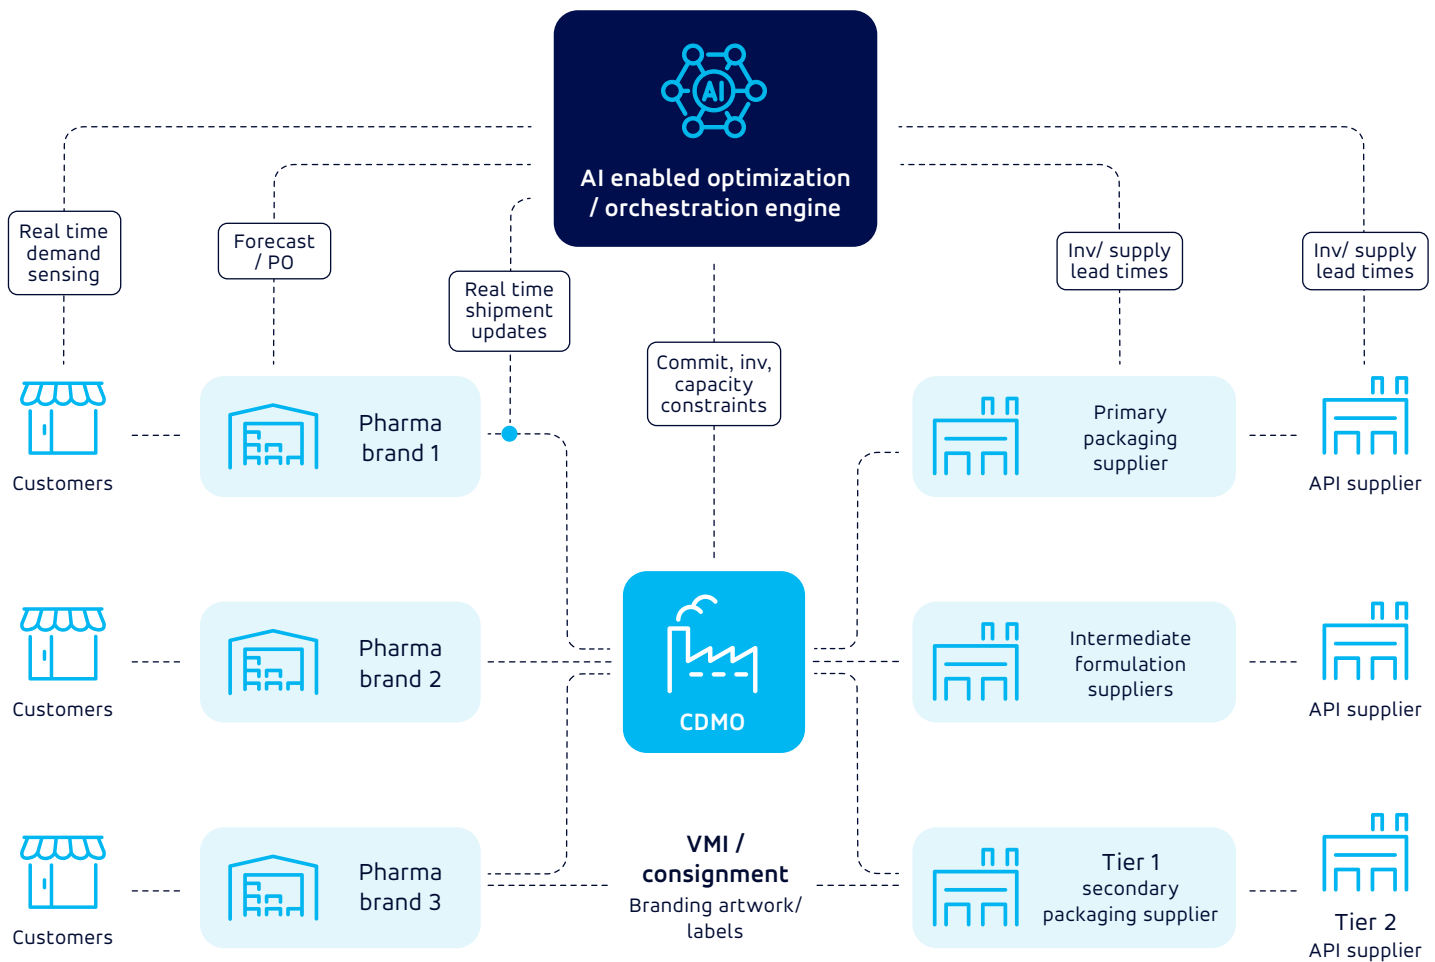 AI
AI enabled optimization
/ orchestration engine
Real time
demand
sensing
Forecast
/ PO
Real time
shipment
updates
Commit, inv,
capacity
constraints
Inv/ supply
lead times
Inv/ supply
lead times
Customers
Pharma
brand 1
Primary
packaging
supplier
API supplier
Customers
Pharma
brand 2
CDMO
Intermediate
formulation
suppliers
API supplier
Customers
Pharma
brand 3
VMI /
consignment
Branding artwork/
labels
Tier 1
secondary
packaging supplier
Tier 2
API supplier